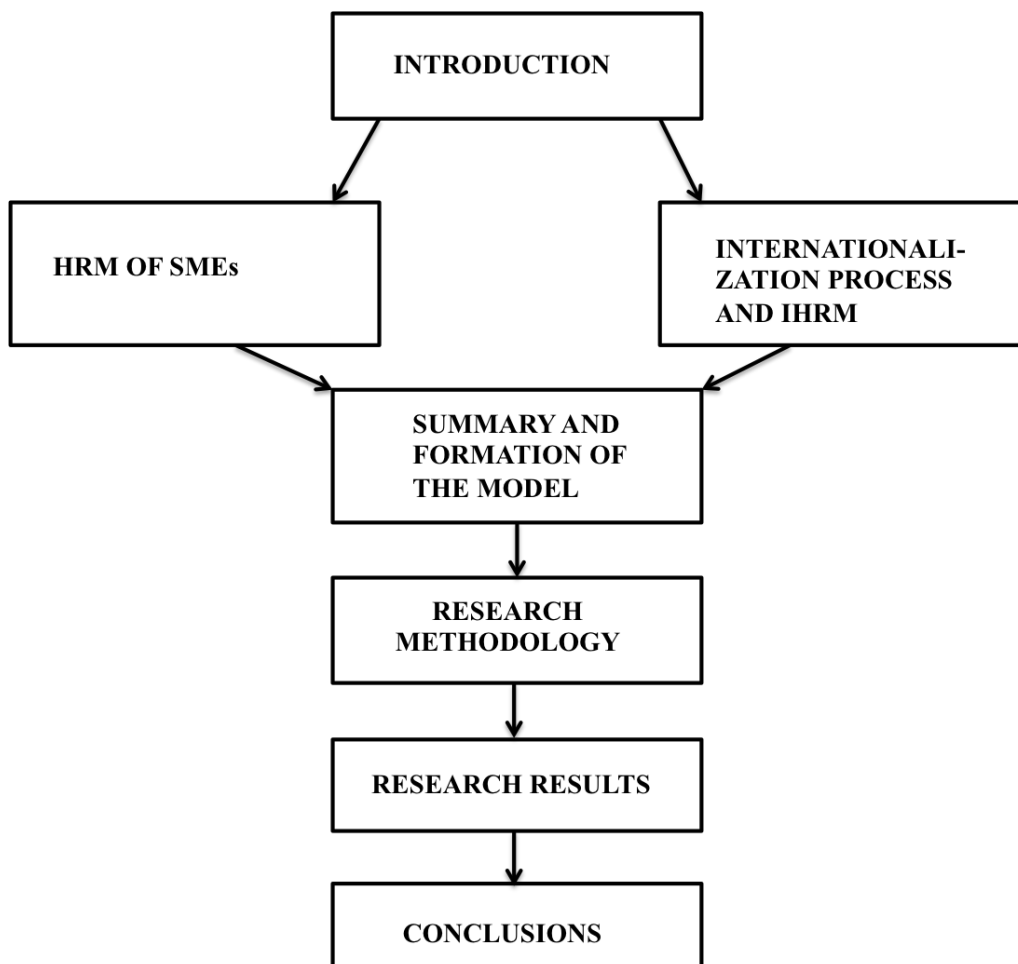 INTRODUCTION
HRM OF SMEs
INTERNATIONALI-
ZATION PROCESS
AND IHRM
SUMMARY AND
FORMATION OF
THE MODEL
RESEARCH
METHODOLOGY
RESEARCH RESULTS
CONCLUSIONS